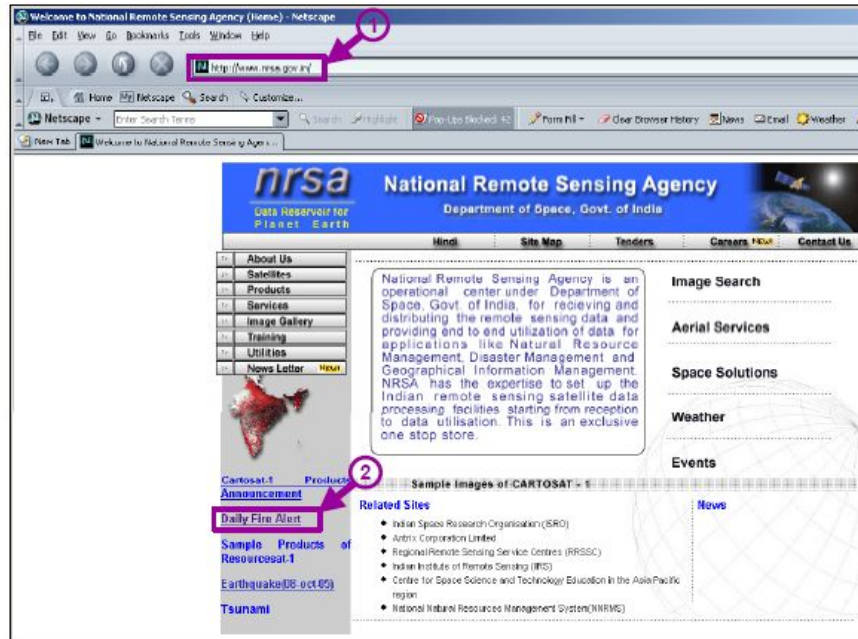 Welcome to National Remote Sensing Agency (Home) - Netscape
1
File Edit View Go Bookmarks Tools Window Help
http://www.nrsa.gov.in/
Home My Netscape Search Customize...
Netscape Enter Search Terms Search Highlight Pop-Ups Blocked: 42 Form Fill Clear Browser History News Email Weather
New Tab Welcome to National Remote Sensing Agen...
nrsa
Data Reservoir for
Planet Earth
National Remote Sensing Agency
Department of Space, Govt. of India
Hindi Site Map Tenders Careers New! Contact Us
About Us
Satellites
Products
Services
Image Gallery
Training
Utilities
News Letter New!
National Remote Sensing Agency is an
operational center under Department of
Space, Govt. of India, for recieving and
distributing the remote sensing data and
providing end to end utilization of data for
applications like Natural Resource
Management, Disaster Management and
Geographical Information Management.
NRSA has the expertise to set up the
Indian remote sensing satellite data
processing facilities starting from reception
to data utilisation. This is an exclusive
one stop store.
Image Search
Aerial Services
Space Solutions
Weather
Events
2
Cartosat-1 Products
Announcement
Daily Fire Alert
Sample Products of
Resourcesat-1
Earthquake(08-oct-05)
Tsunami
Sample Images of CARTOSAT - 1
Related Sites
Indian Space Research Organisation (ISRO)
Antrix Corporation Limited
Regional Remote Sensing Service Centres (RRSSC)
Indian Institute of Remote Sensing (IIRS)
Centre for Space Science and Technology Education in the Asia Pacific
region
National Natural Resources Management System(NNRMS)
News